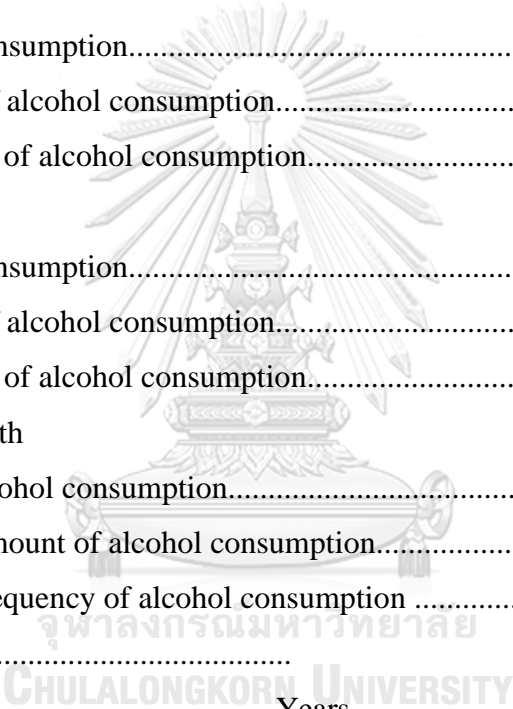 nsumption.......................................
alcohol consumption...............................
of alcohol consumption...........................
nsumption.......................................
alcohol consumption...............................
of alcohol consumption...........................
th
ohol consumption................................
nount of alcohol consumption..................
equency of alcohol consumption ............
จุฬาลงกรณ์มหาวิทยาลัย
......................................
CHULALONGKORN UNIVERSITY
Years